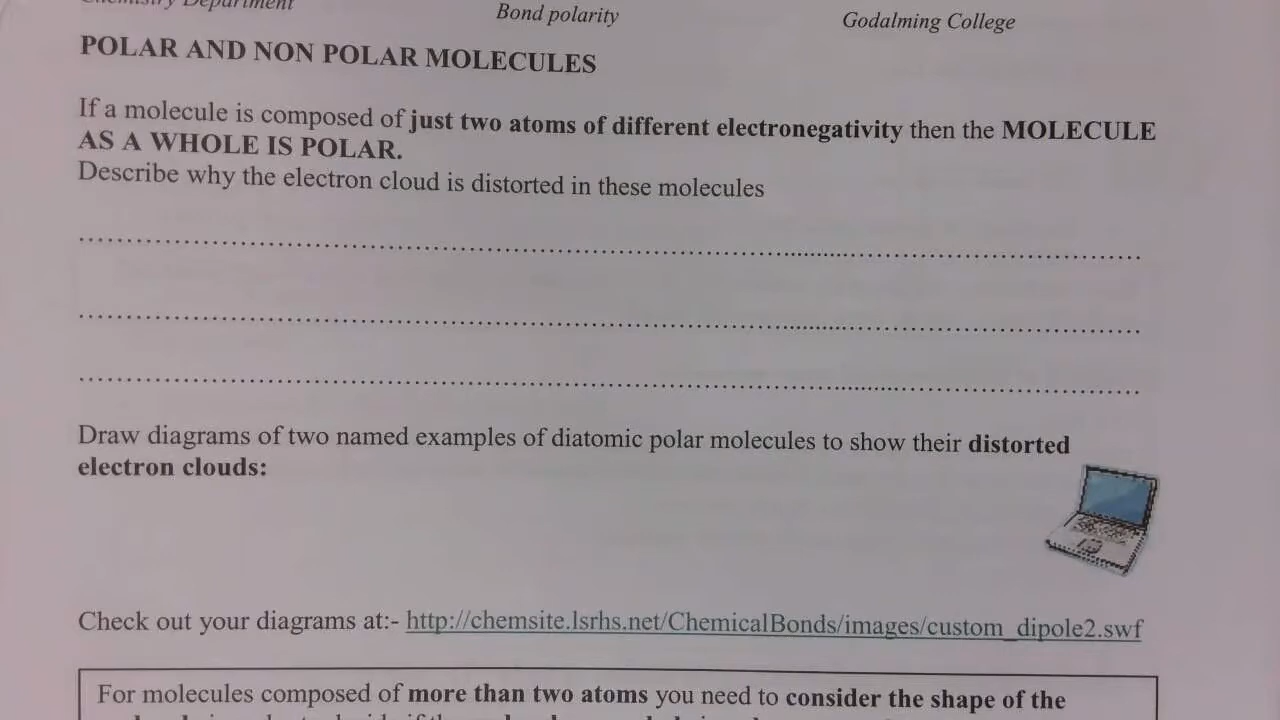 Chemistry Department Bond polarity Godalming College
POLAR AND NON POLAR MOLECULES
If a molecule is composed of just two atoms of different electronegativity then the MOLECULE
AS A WHOLE IS POLAR.
Describe why the electron cloud is distorted in these molecules
Draw diagrams of two named examples of diatomic polar molecules to show their distorted
electron clouds:
Check out your diagrams at:- http://chemsite.lsrhs.net/ChemicalBonds/images/custom_dipole2.swf
For molecules composed of more than two atoms you need to consider the shape of the